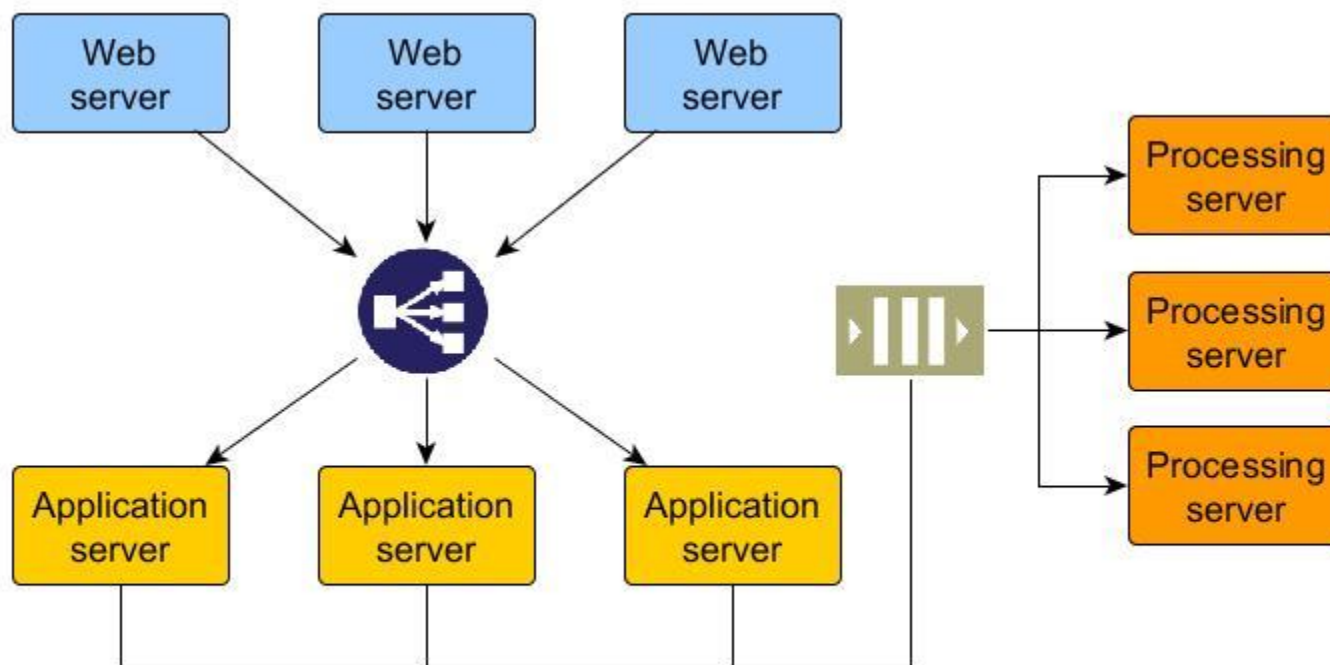 Web
server
Web
server
Web
server
Processing
server
Processing
server
Processing
server
Application
server
Application
server
Application
server